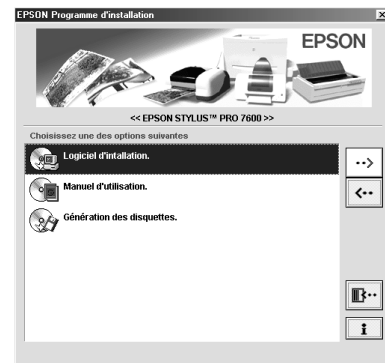 EPSON Programme d'installation
EPSON
<< EPSON STYLUS™ PRO 7600 >>
Choisissez une des options suivantes
Logiciel d'intallation.
Manuel d'utilisation.
Génération des disquettes.